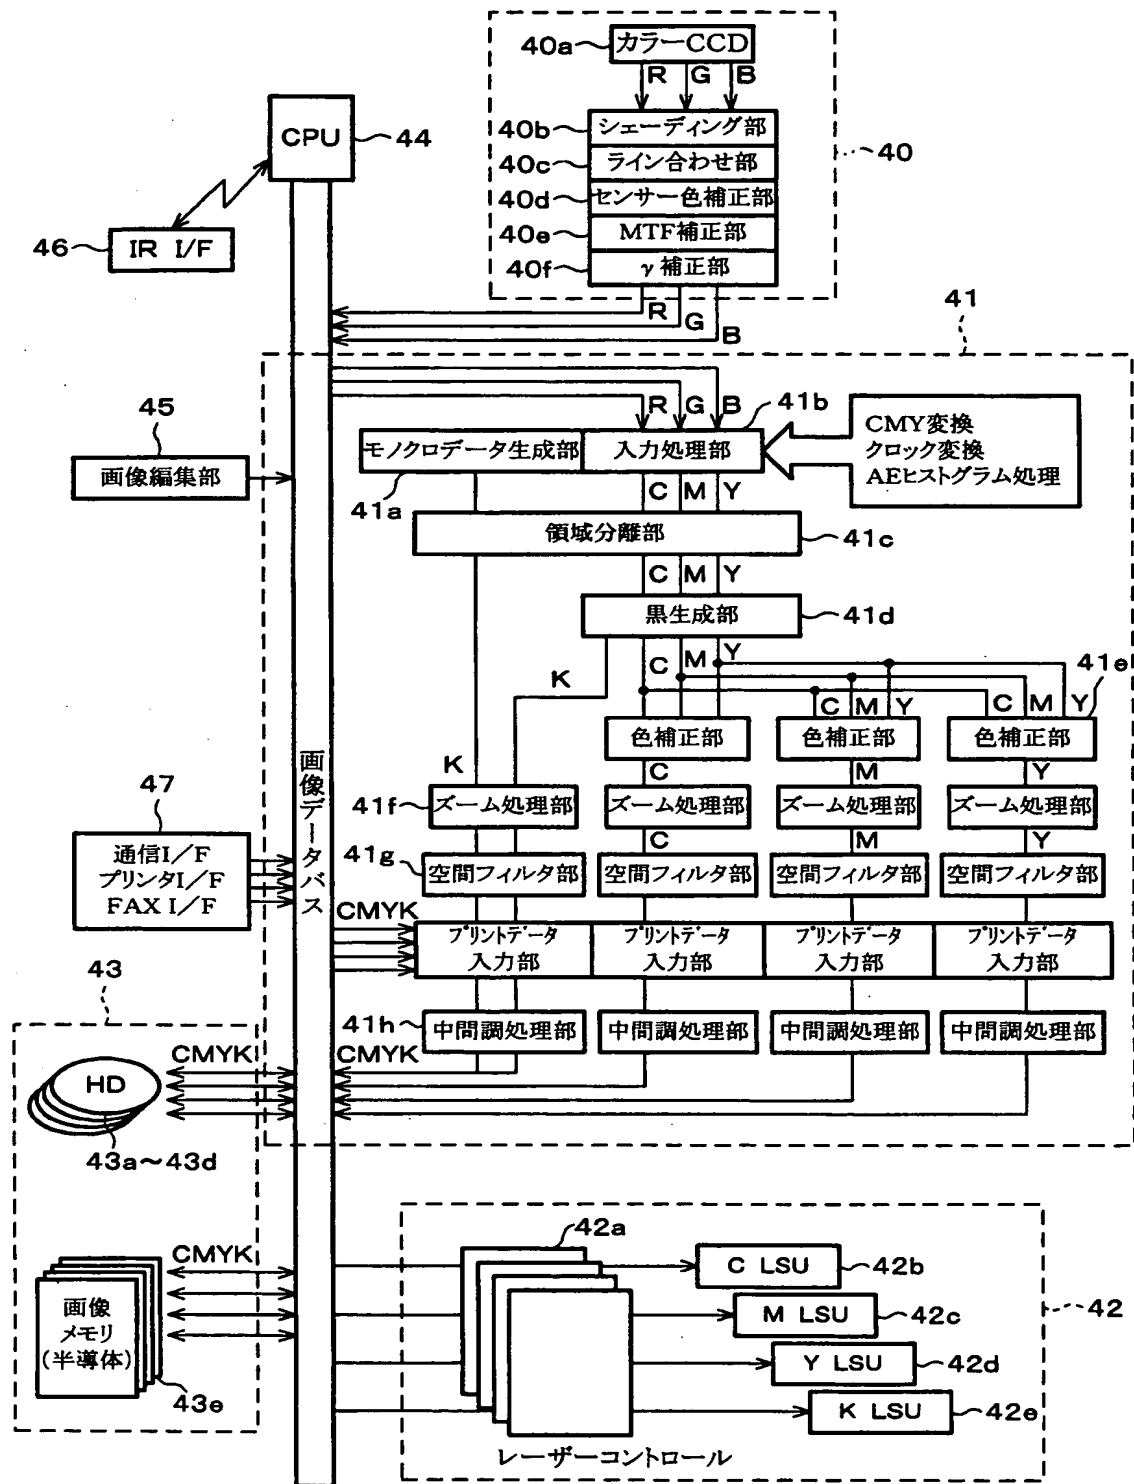 40a カラーCCD
R G B
CPU 44
40b シェーディング部
40c ライン合わせ部
40
40d センサー色補正部
40e MTF補正部
40f γ補正部
46 IR I/F
R
G
B
41
R G B 41b
45
画像編集部
モノクロデータ生成部 入力処理部
CMY変換
クロック変換
AEヒストグラム処理
41a
C M Y
領域分離部 41c
C M Y
黒生成部 41d
K
C M Y
41e
C M Y
C M Y
色補正部 色補正部 色補正部
K
C M Y
画像データバス
41f ズーム処理部 ズーム処理部 ズーム処理部 ズーム処理部
C M Y
47
通信I/F
プリンタI/F
FAX I/F
41g 空間フィルタ部 空間フィルタ部 空間フィルタ部 空間フィルタ部
CMYK
プリントデータ プリントデータ プリントデータ プリントデータ
入力部 入力部 入力部 入力部
43
41h 中間調処理部 中間調処理部 中間調処理部 中間調処理部
CMYK CMYK
HD
43a〜43d
42a
CMYK
C LSU 42b
画像
メモリ
(半導体)
43e
M LSU 42c
42
Y LSU 42d
K LSU 42e
レーザーコントロール